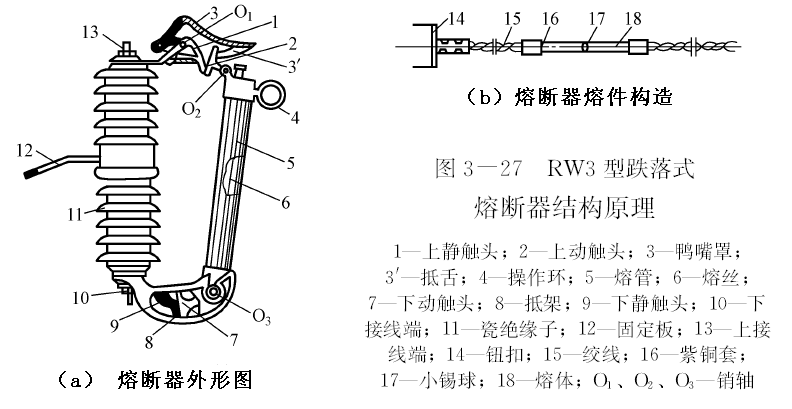 13
3
O₁
1
2
3′
O₂
4
12
5
6
11
10
9
8
7
O₃
(a) 熔断器外形图
14
15
16
17
18
(b) 熔断器熔件构造
图 3—27 RW3 型跌落式
熔断器结构原理
1—上静触头；2—上动触头；3—鸭嘴罩；
3′—抵舌；4—操作环；5—熔管；6—熔丝；
7—下动触头；8—抵架；9—下静触头；10—下
接线端；11—瓷绝缘子；12—固定板；13—上接
线端；14—钮扣；15—绞线；16—紫铜套；
17—小锡球；18—熔体；O₁、O₂、O₃—销轴